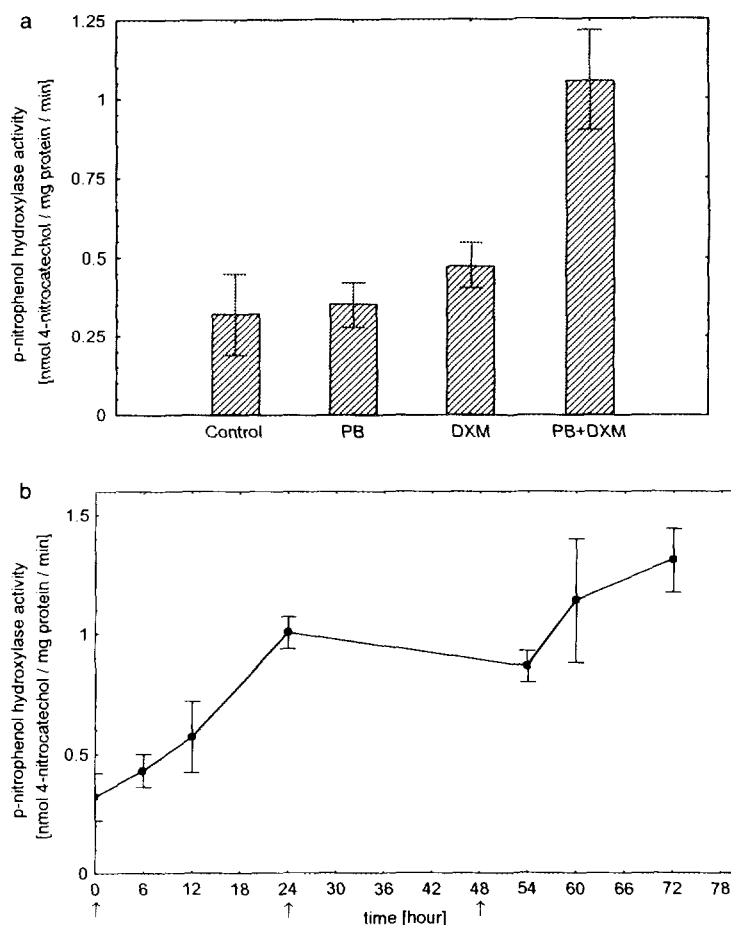 a
p-nitrophenol hydroxylase activity
[nmol 4-nitrocatechol / mg protein / min]
1.25
1
0.75
0.5
0.25
0
Control PB DXM PB+DXM
b
p-nitrophenol hydroxylase activity
[nmol 4-nitrocatechol / mg protein / min]
1.5
1
0.5
0
0 6 12 18 24 30 36 42 48 54 60 66 72 78
↑ ↑ time [hour] ↑